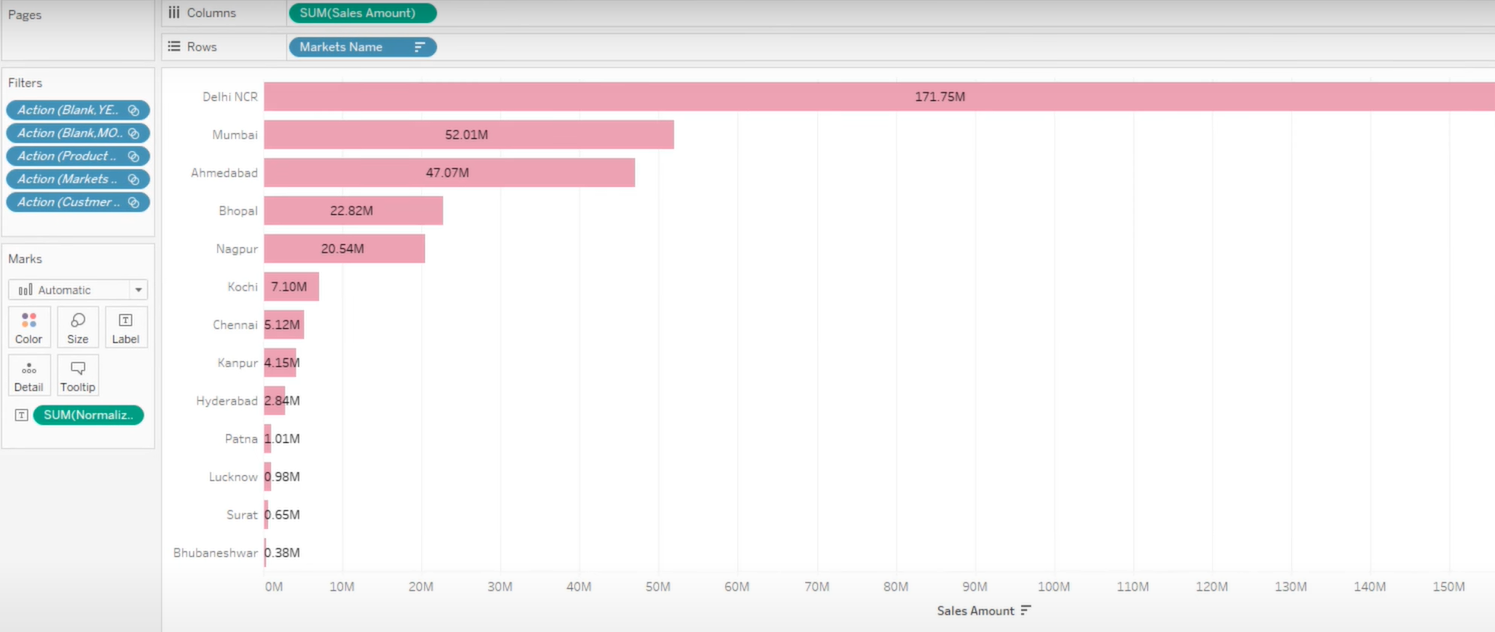 Pages
Columns
SUM(Sales Amount)
Rows
Markets Name
Filters
Action (Blank,YE..
Action (Blank,MO..
Action (Product ..
Action (Markets ..
Action (Custmer ..
Marks
Automatic
Color
Size
T
Label
Detail
Tooltip
T
SUM(Normaliz..
Delhi NCR 171.75M
Mumbai 52.01M
Ahmedabad 47.07M
Bhopal 22.82M
Nagpur 20.54M
Kochi 7.10M
Chennai 5.12M
Kanpur 4.15M
Hyderabad 2.84M
Patna 1.01M
Lucknow 0.98M
Surat 0.65M
Bhubaneshwar 0.38M
0M 10M 20M 30M 40M 50M 60M 70M 80M 90M 100M 110M 120M 130M 140M 150M
Sales Amount